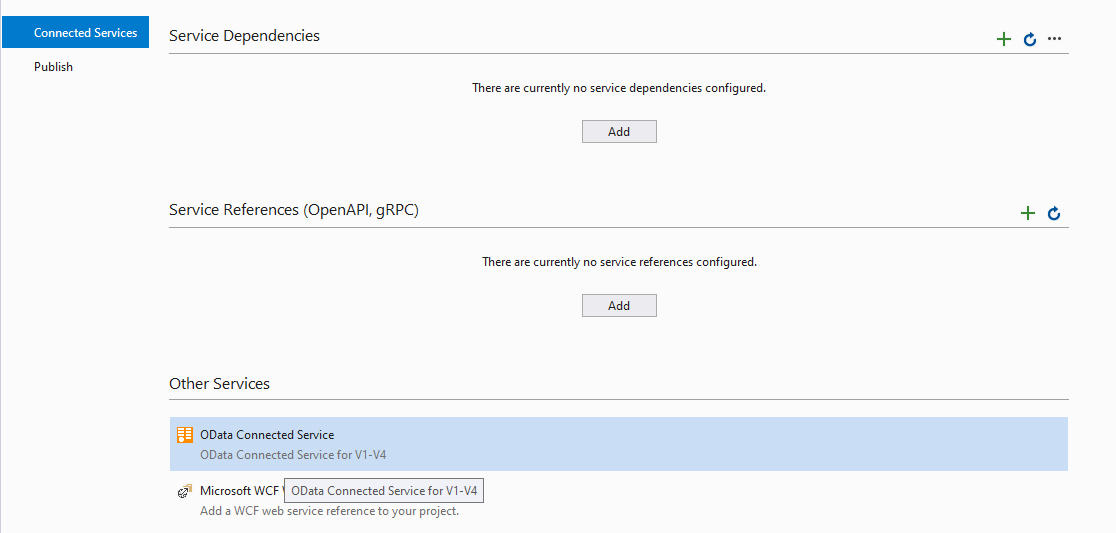 Connected Services
Publish
Service Dependencies
There are currently no service dependencies configured.
Add
Service References (OpenAPI, gRPC)
There are currently no service references configured.
Add
Other Services
OData Connected Service
OData Connected Service for V1-V4
Microsoft WCF
OData Connected Service for V1-V4
Add a WCF web service reference to your project.